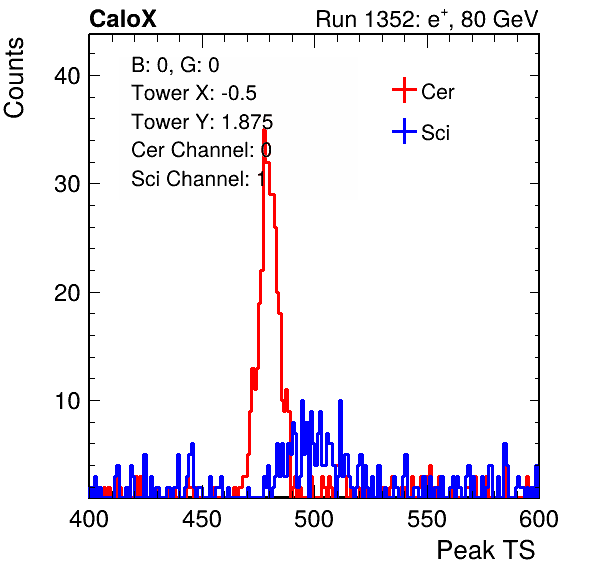 CaloX Run 1352: e⁺, 80 GeV
Counts
B: 0, G: 0
Tower X: -0.5
Tower Y: 1.875
Cer Channel: 0
Sci Channel: 1
Cer
Sci
40
30
20
10
400 450 500 550 600
Peak TS